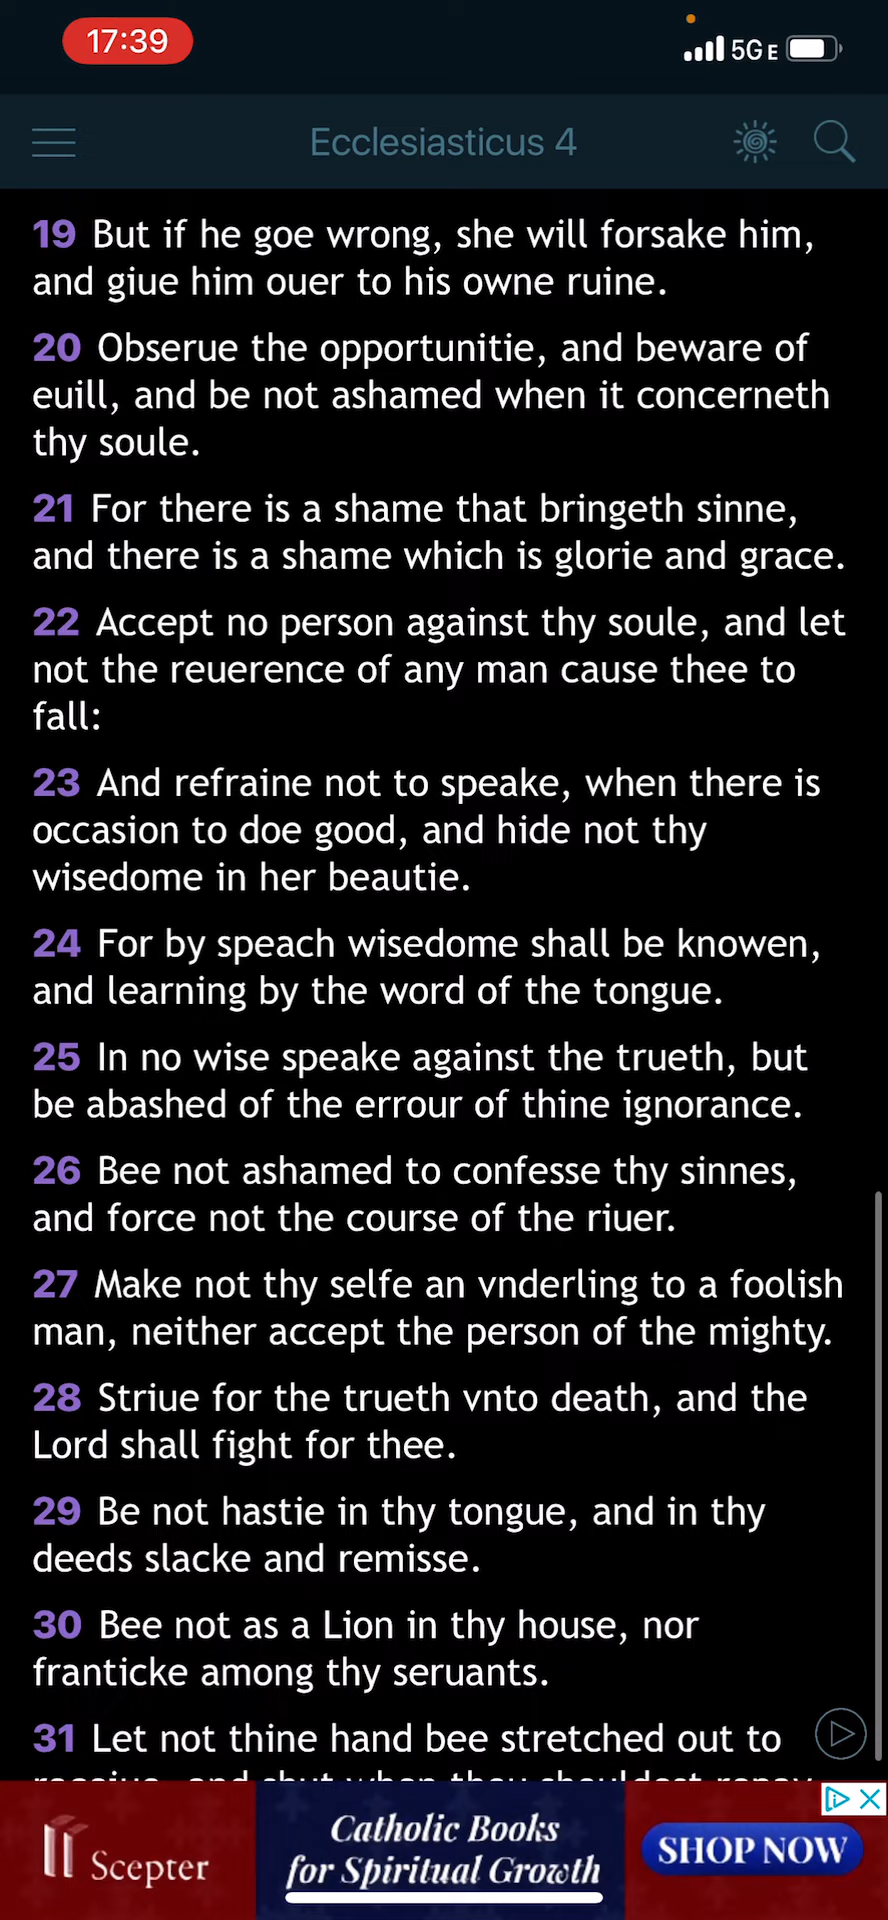 17:39
5G E
Ecclesiasticus 4
19 But if he goe wrong, she will forsake him,
and giue him ouer to his owne ruine.
20 Obserue the opportunitie, and beware of
euill, and be not ashamed when it concerneth
thy soule.
21 For there is a shame that bringeth sinne,
and there is a shame which is glorie and grace.
22 Accept no person against thy soule, and let
not the reuerence of any man cause thee to
fall:
23 And refraine not to speake, when there is
occasion to doe good, and hide not thy
wisedome in her beautie.
24 For by speach wisedome shall be knowen,
and learning by the word of the tongue.
25 In no wise speake against the trueth, but
be abashed of the errour of thine ignorance.
26 Bee not ashamed to confesse thy sinnes,
and force not the course of the riuer.
27 Make not thy selfe an vnderling to a foolish
man, neither accept the person of the mighty.
28 Striue for the trueth vnto death, and the
Lord shall fight for thee.
29 Be not hastie in thy tongue, and in thy
deeds slacke and remisse.
30 Bee not as a Lion in thy house, nor
franticke among thy seruants.
31 Let not thine hand bee stretched out to
and shut when thou shouldest repay
Scepter
Catholic Books
for Spiritual Growth
SHOP NOW